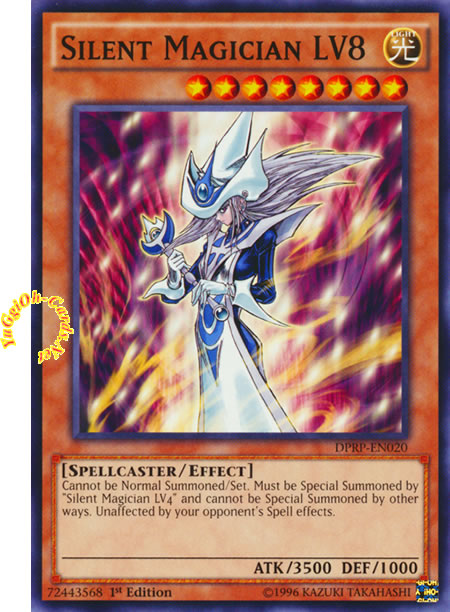 Silent Magician LV8
LIGHT
光
YuGgiOh-Cards.Net
DPRP-EN020
[Spellcaster/Effect]
Cannot be Normal Summoned/Set. Must be Special Summoned by
"Silent Magician LV4" and cannot be Special Summoned by other
ways. Unaffected by your opponent's Spell effects.
ATK/3500 DEF/1000
72443568 1st Edition ©1996 KAZUKI TAKAHASHI